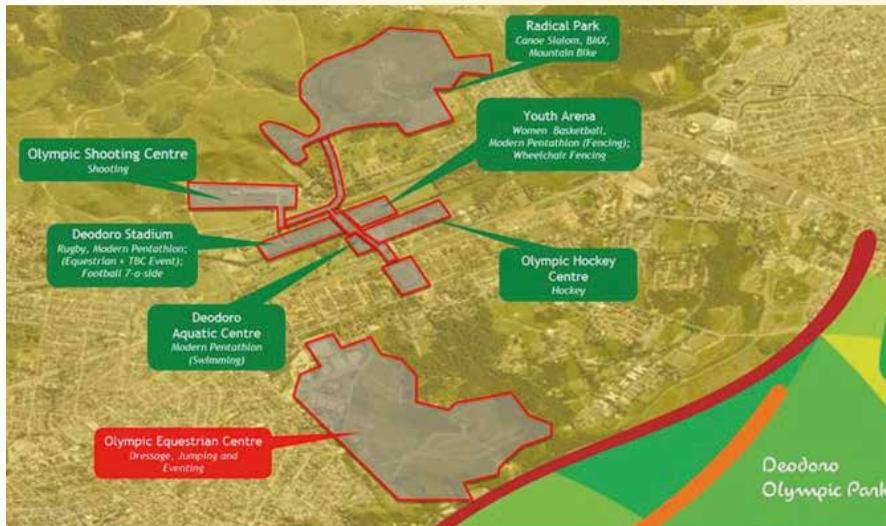 Radical Park
Canoe Slalom, BMX,
Mountain Bike
Youth Arena
Women Basketball,
Modern Pentathlon (Fencing);
Wheelchair Fencing
Olympic Shooting Centre
Shooting
Deodoro Stadium
Rugby, Modern Pentathlon;
(Equestrian + TBC Event);
Football 7-a-side
Olympic Hockey
Centre
Hockey
Deodoro
Aquatic Centre
Modern Pentathlon
(Swimming)
Olympic Equestrian Centre
Dressage, Jumping and
Eventing
Deodoro
Olympic Park